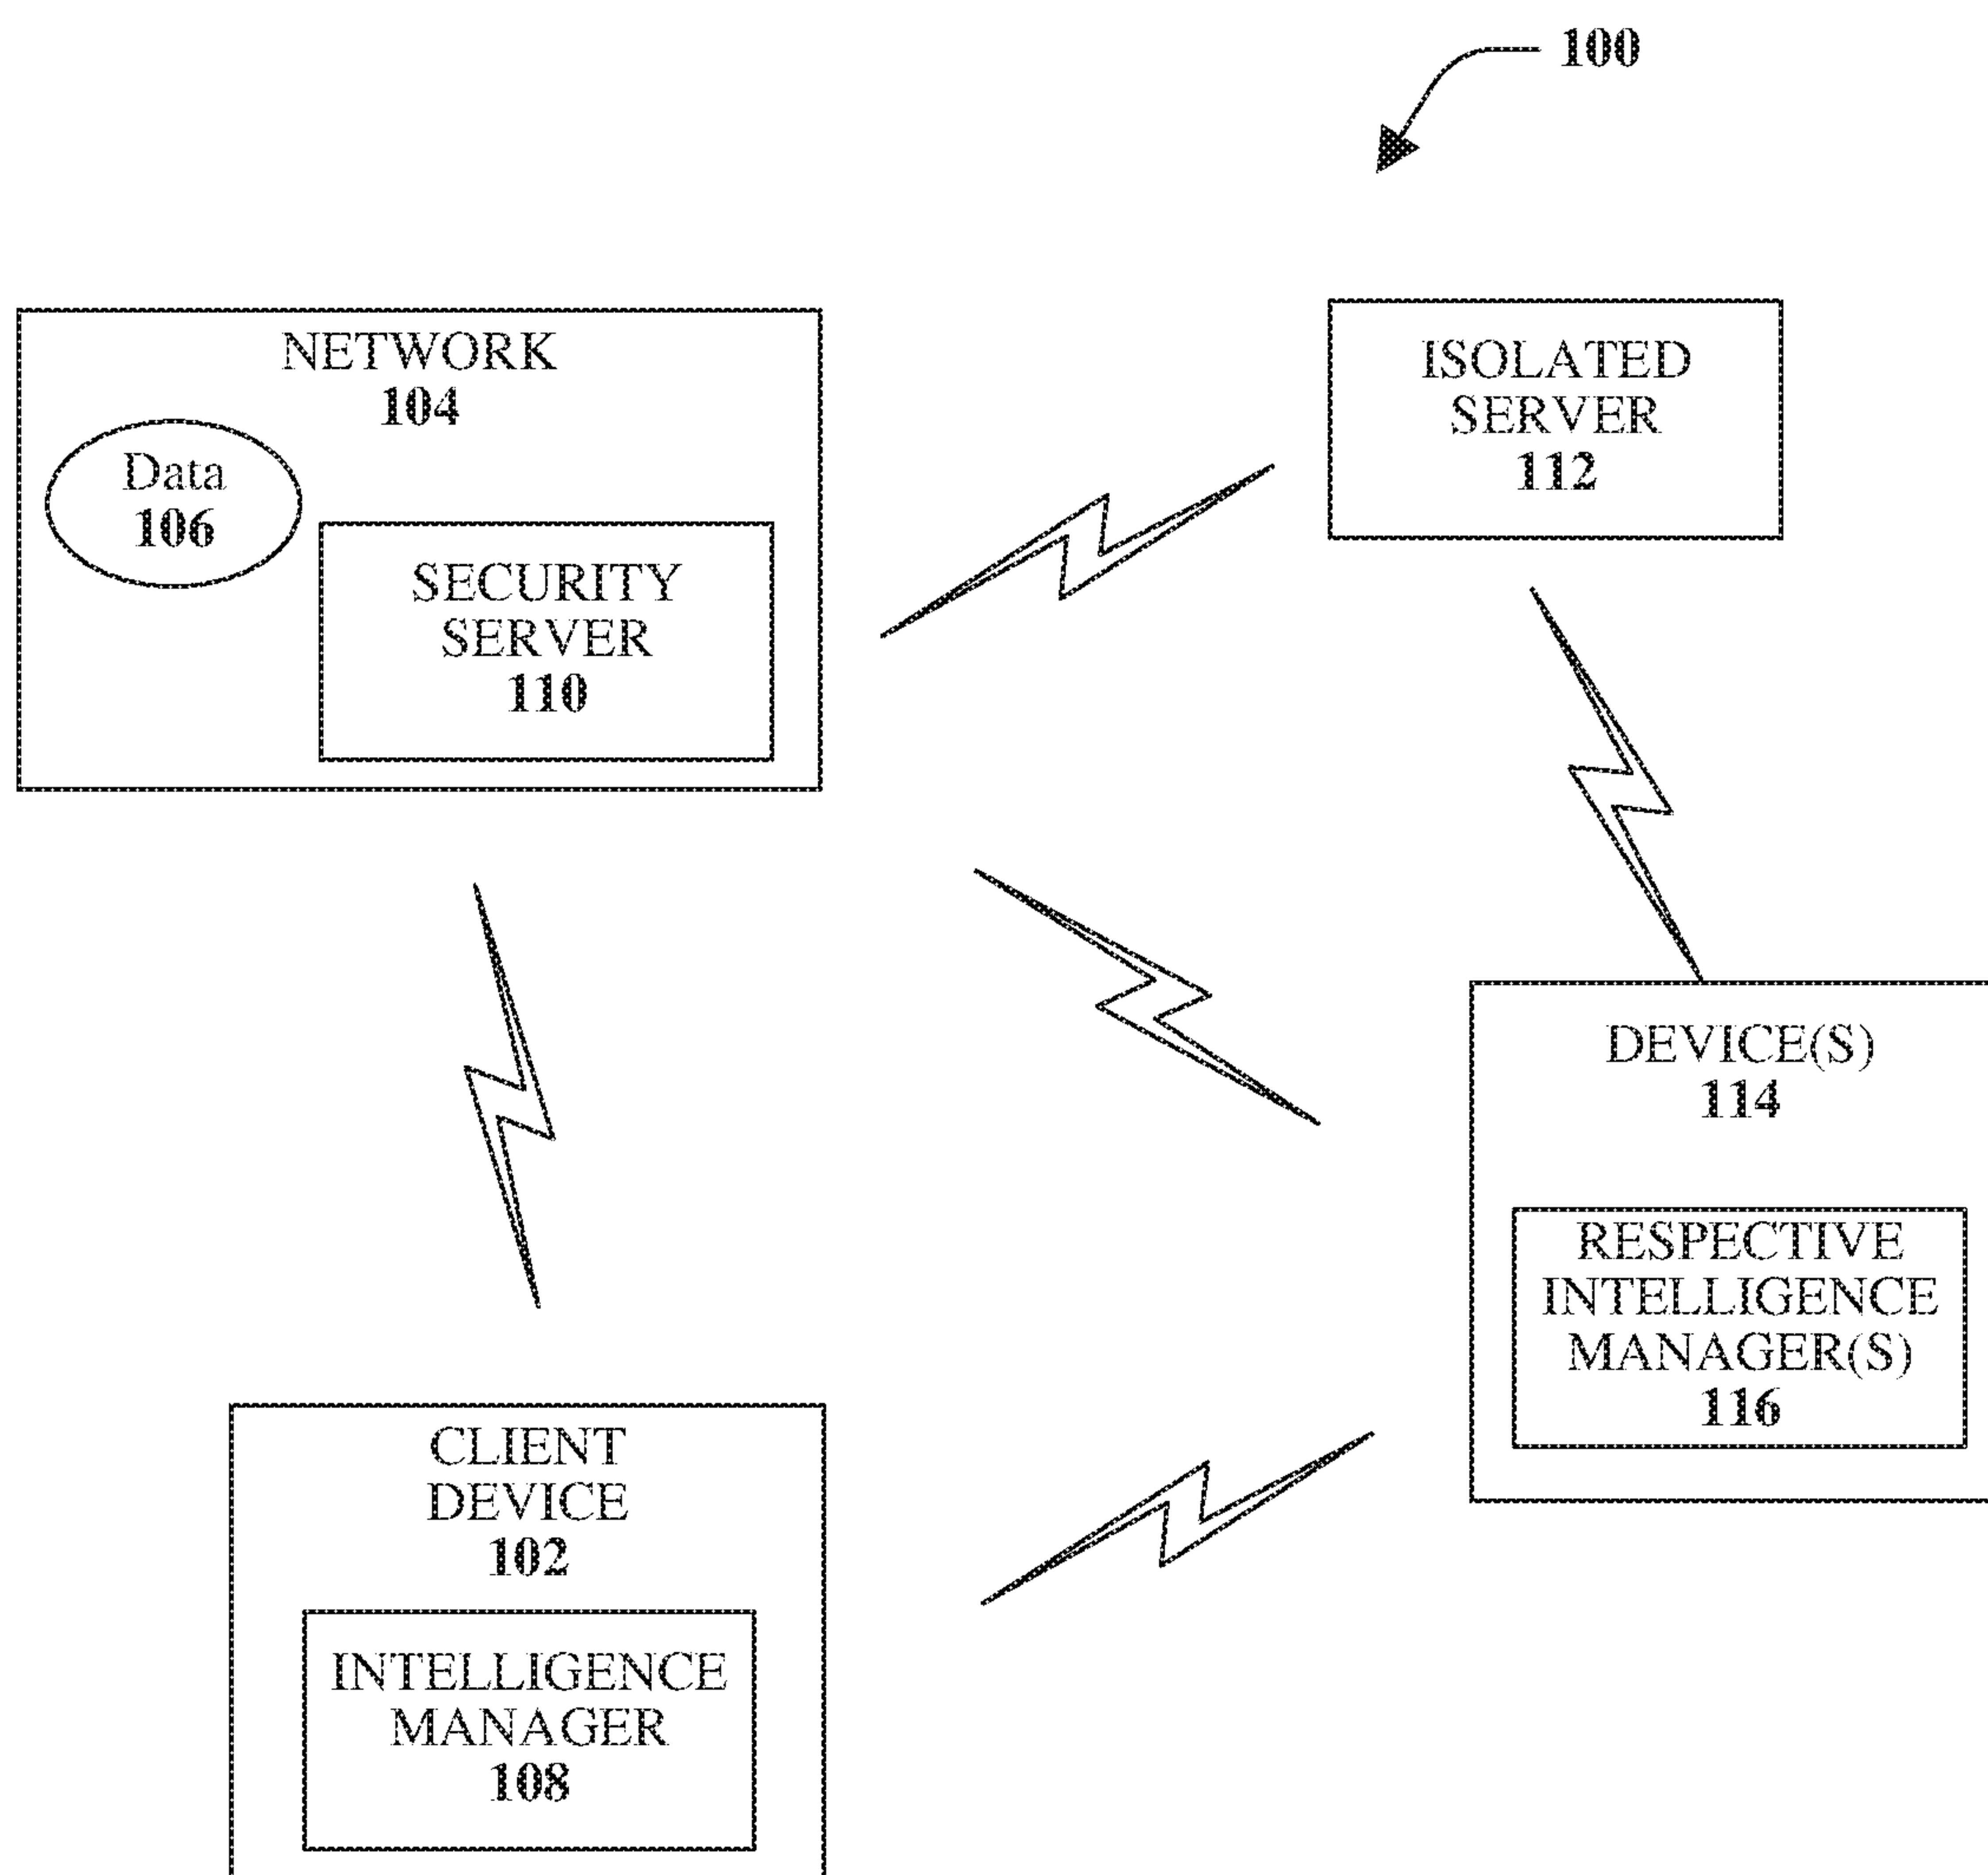 100
NETWORK
104
Data
106
SECURITY
SERVER
110
ISOLATED
SERVER
112
DEVICE(S)
114
RESPECTIVE
INTELLIGENCE
MANAGER(S)
116
CLIENT
DEVICE
102
INTELLIGENCE
MANAGER
108